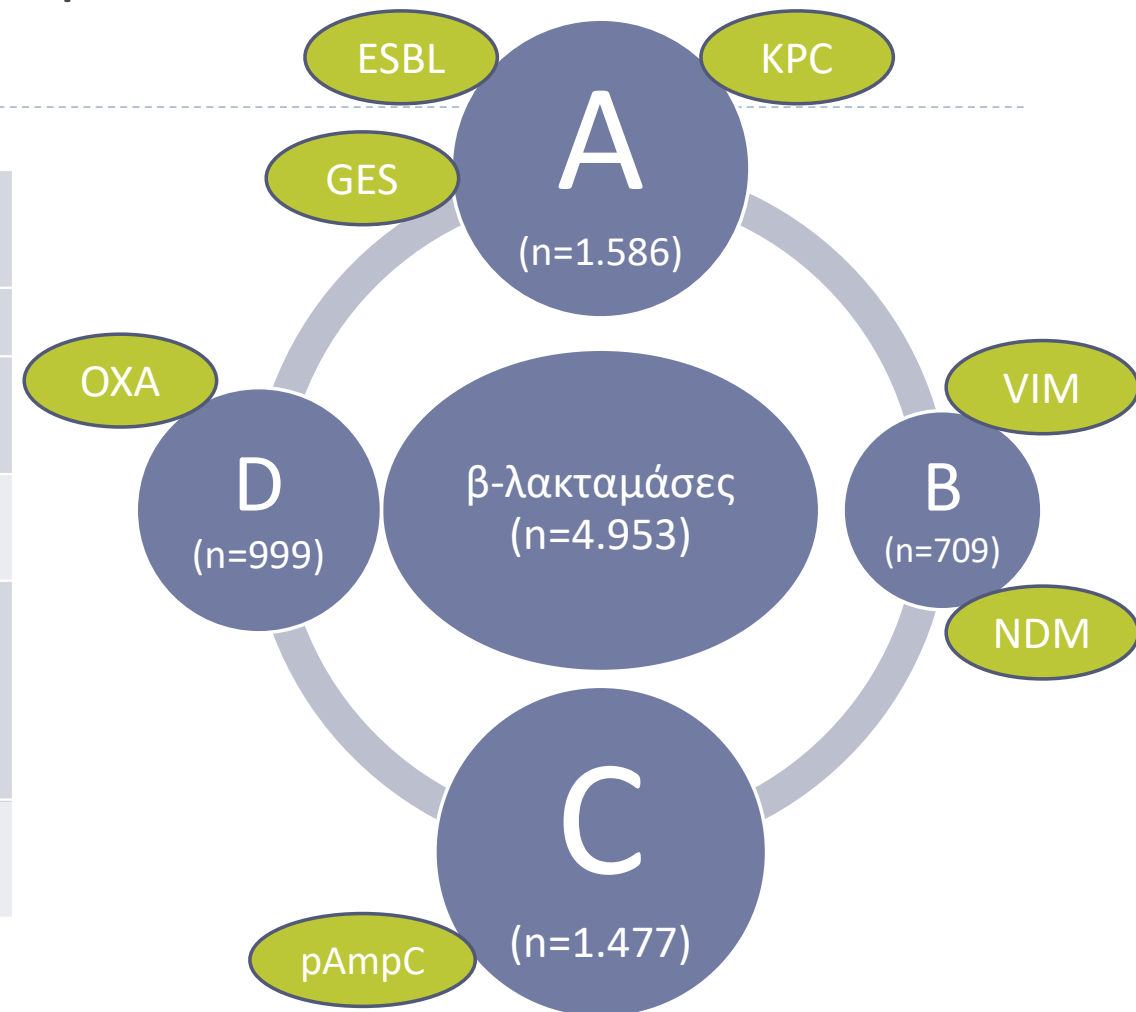 ESBL
KPC
A
(n=1.586)
GES
OXA
VIM
D
(n=999)
β-λακταμάσες
(n=4.953)
B
(n=709)
NDM
C
(n=1.477)
pAmpC